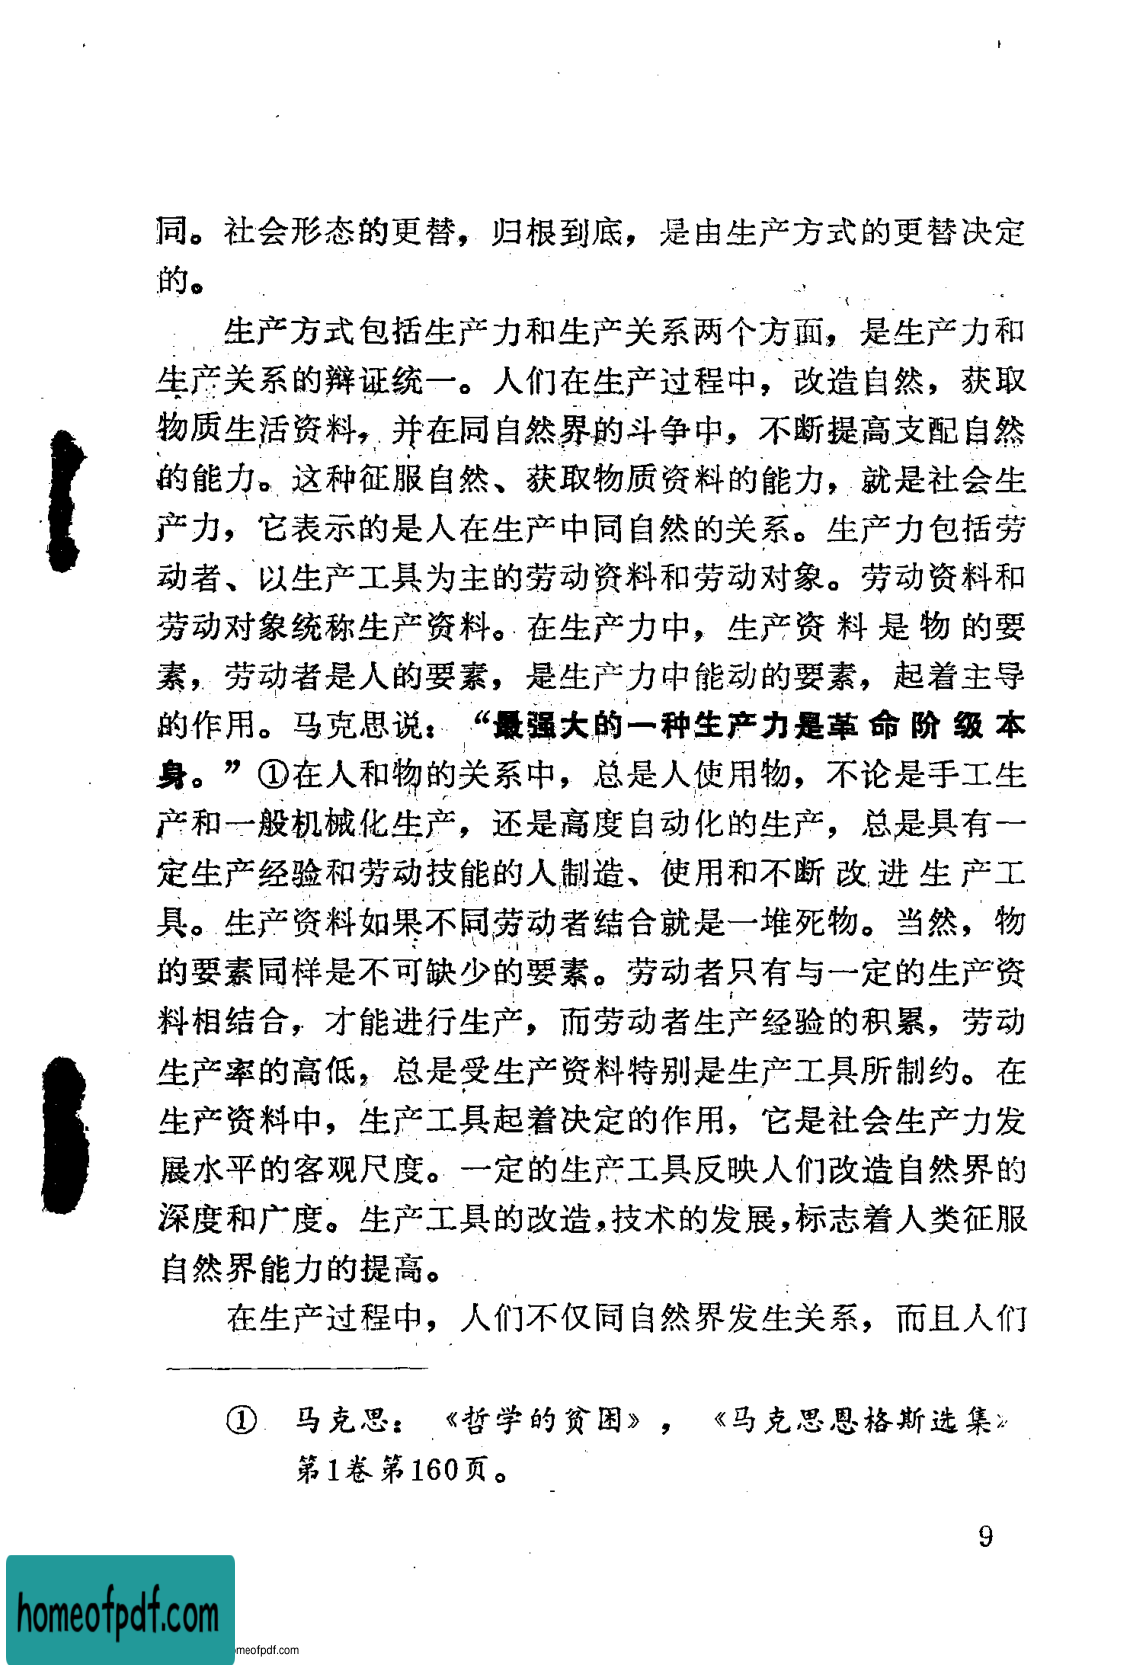 同。社会形态的更替，归根到底，是由生产方式的更替决定
的。
生产方式包括生产力和生产关系两个方面，是生产力和
生产关系的辩证统一。人们在生产过程中，改造自然，获取
物质生活资料，并在同自然界的斗争中，不断提高支配自然
的能力。这种征服自然、获取物质资料的能力，就是社会生
产力，它表示的是人在生产中同自然的关系。生产力包括劳
动者、以生产工具为主的劳动资料和劳动对象。劳动资料和
劳动对象统称生产资料。在生产力中，生产资料是物的要
素，劳动者是人的要素，是生产力中能动的要素，起着主导
的作用。马克思说：“最强大的一种生产力是革命阶级本
身。”①在人和物的关系中，总是人使用物，不论是手工生
产和一般机械化生产，还是高度自动化的生产，总是具有一
定生产经验和劳动技能的人制造、使用和不断改进生产工
具。生产资料如果不同劳动者结合就是一堆死物。当然，物
的要素同样是不可缺少的要素。劳动者只有与一定的生产资
料相结合，才能进行生产，而劳动者生产经验的积累，劳动
生产率的高低，总是受生产资料特别是生产工具所制约。在
生产资料中，生产工具起着决定的作用，它是社会生产力发
展水平的客观尺度。一定的生产工具反映人们改造自然界的
深度和广度。生产工具的改造，技术的发展，标志着人类征服
自然界能力的提高。
在生产过程中，人们不仅同自然界发生关系，而且人们
① 马克思：《哲学的贫困》，《马克思恩格斯选集》
第1卷第160页。
9
homeofpdf.com
meofpdf.com